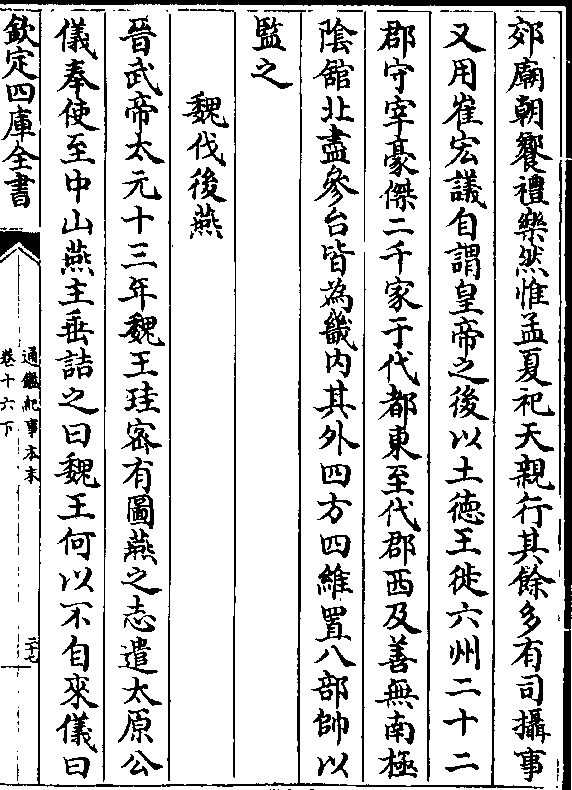 郊廟朝饗禮樂然惟孟夏祀天親行其餘多有司攝事
又用崔宏議自謂皇帝之後以土德王徙六州二十二
郡守宰豪傑二千家于代都東至代郡西及善無南極
陰舘北盡參合皆為畿內其外四方四維置八部帥以
監之
魏伐後燕
晉武帝太元十三年魏王珪宻有圖燕之志遣太原公
儀奉使至中山燕主垂詰之曰魏王何以不自來儀曰
欽定四庫全書
通鑑紀事本末
卷十六下
二十七